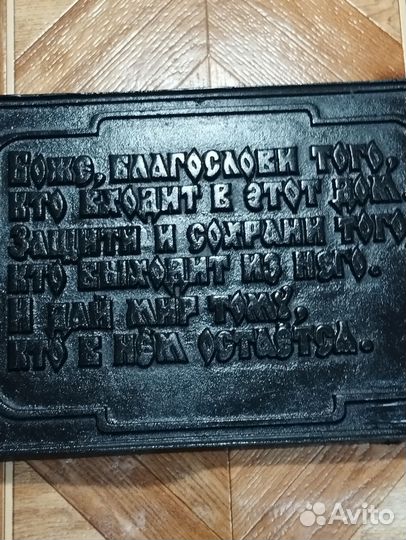 Боже, благослови того,
кто входит в этот дом.
Защити и сохрани того
кто выходит из него.
И дай мир тому,
кто в нём остаётся.
Avito